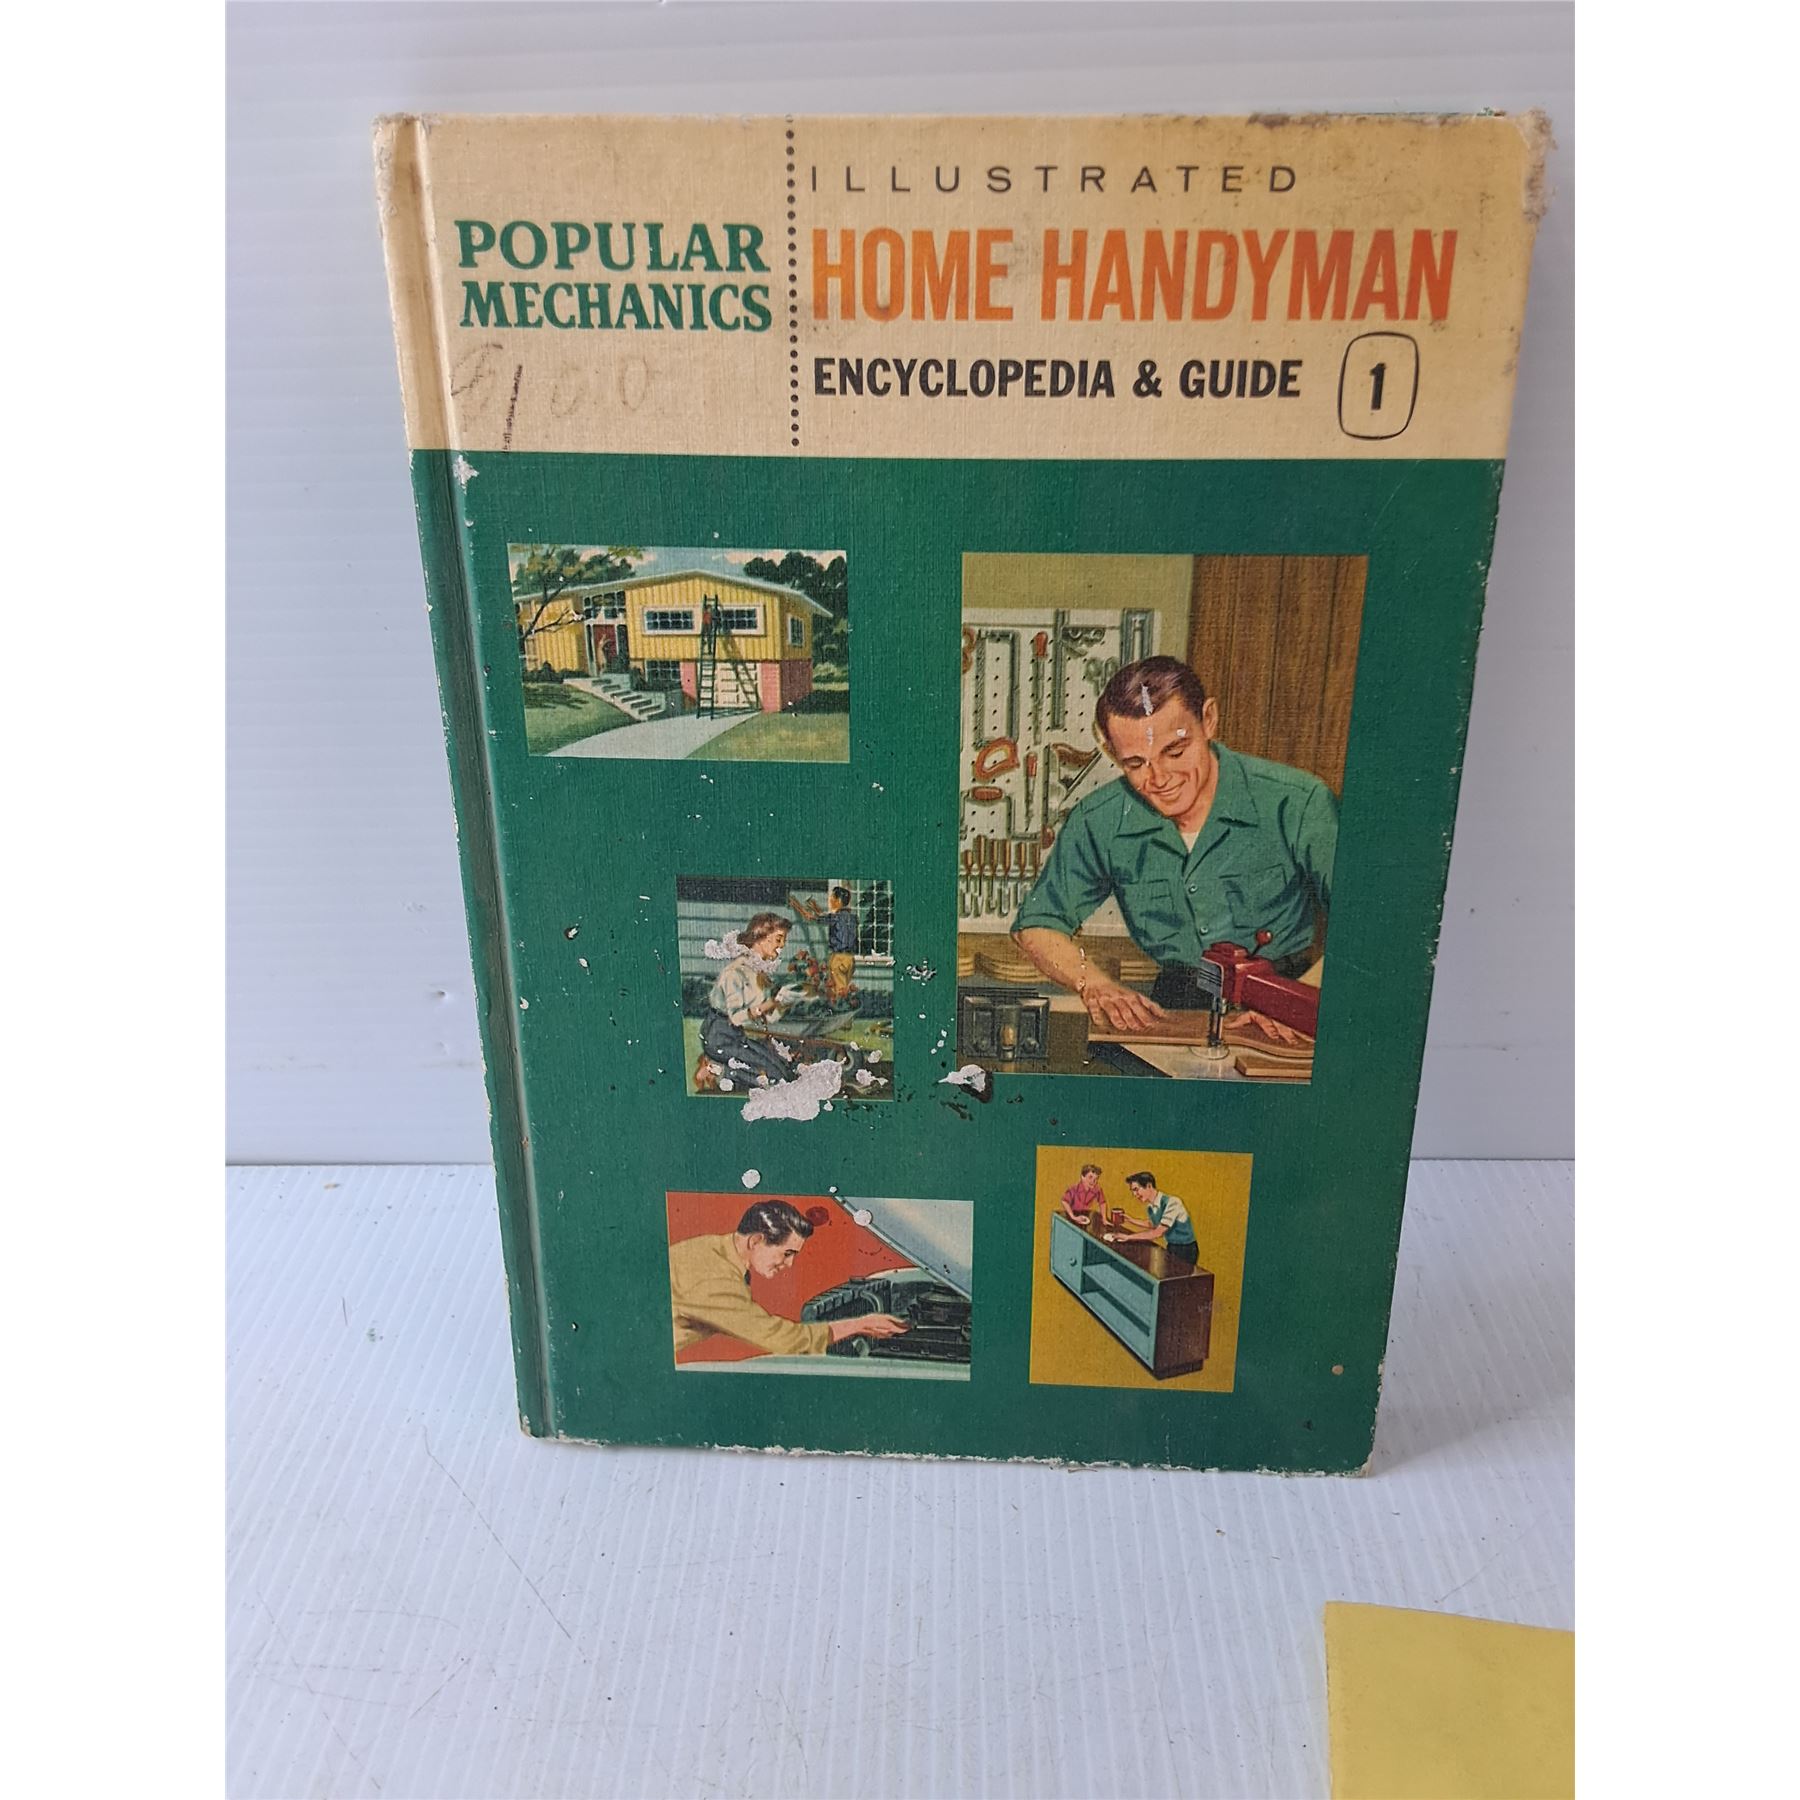 POPULAR
MECHANICS
ILLUSTRATED
HOME HANDYMAN
ENCYCLOPEDIA & GUIDE 1